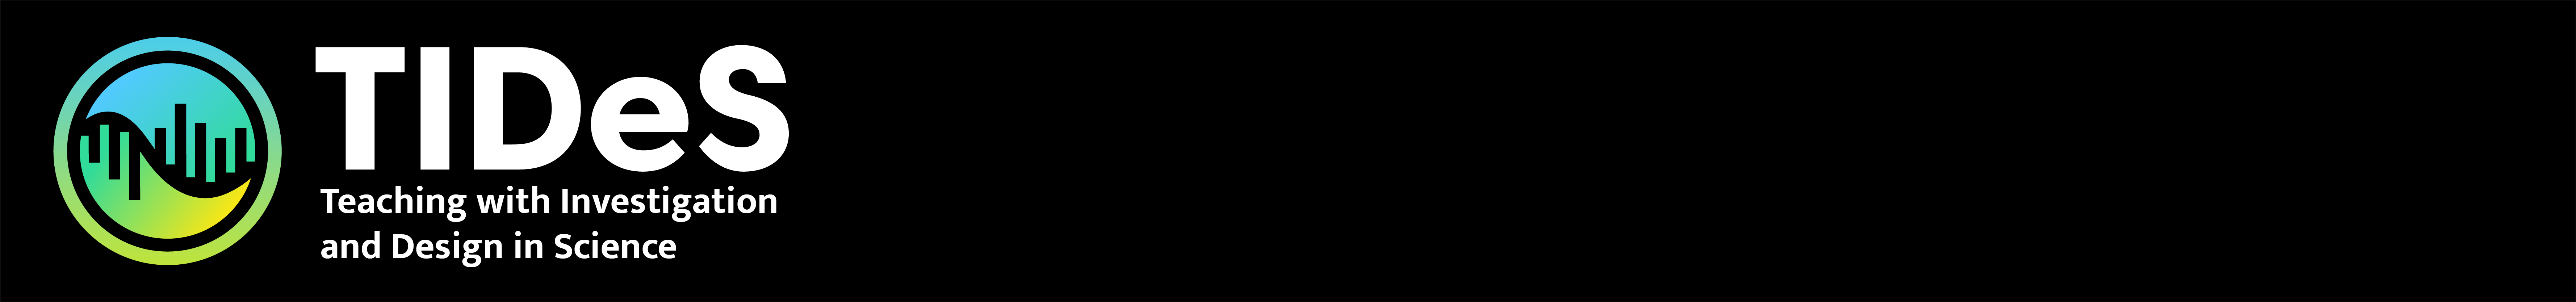 TIDeS
Teaching with Investigation
and Design in Science